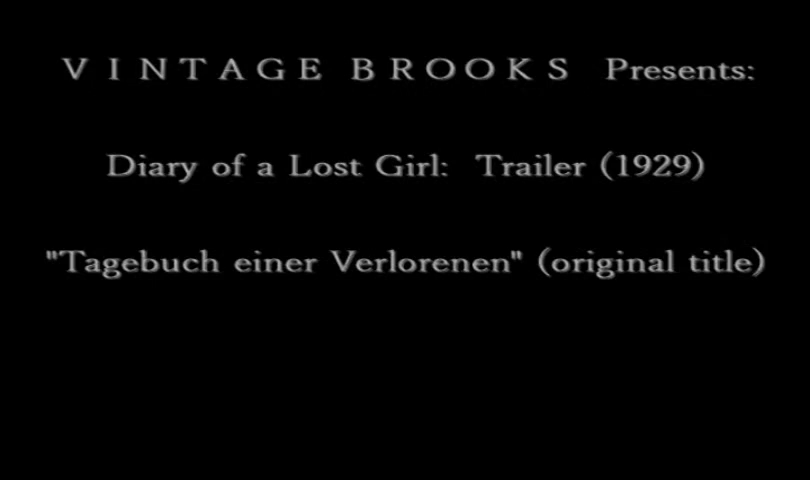 V I N T A G E B R O O K S Presents:
Diary of a Lost Girl: Trailer (1929)
"Tagebuch einer Verlorenen" (original title)